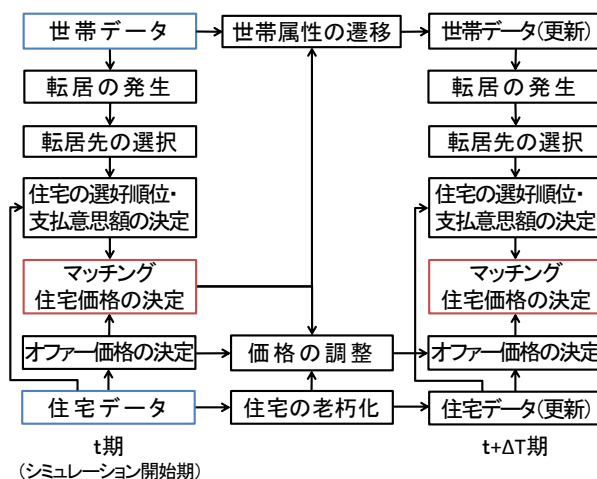 世帯データ
世帯属性の遷移
世帯データ(更新)
転居の発生
転居の発生
転居先の選択
転居先の選択
住宅の選好順位・
支払意思額の決定
住宅の選好順位・
支払意思額の決定
マッチング
住宅価格の決定
マッチング
住宅価格の決定
オファー価格の決定
価格の調整
オファー価格の決定
住宅データ
住宅の老朽化
住宅データ(更新)
t期
(シミュレーション開始期)
t+ΔT期